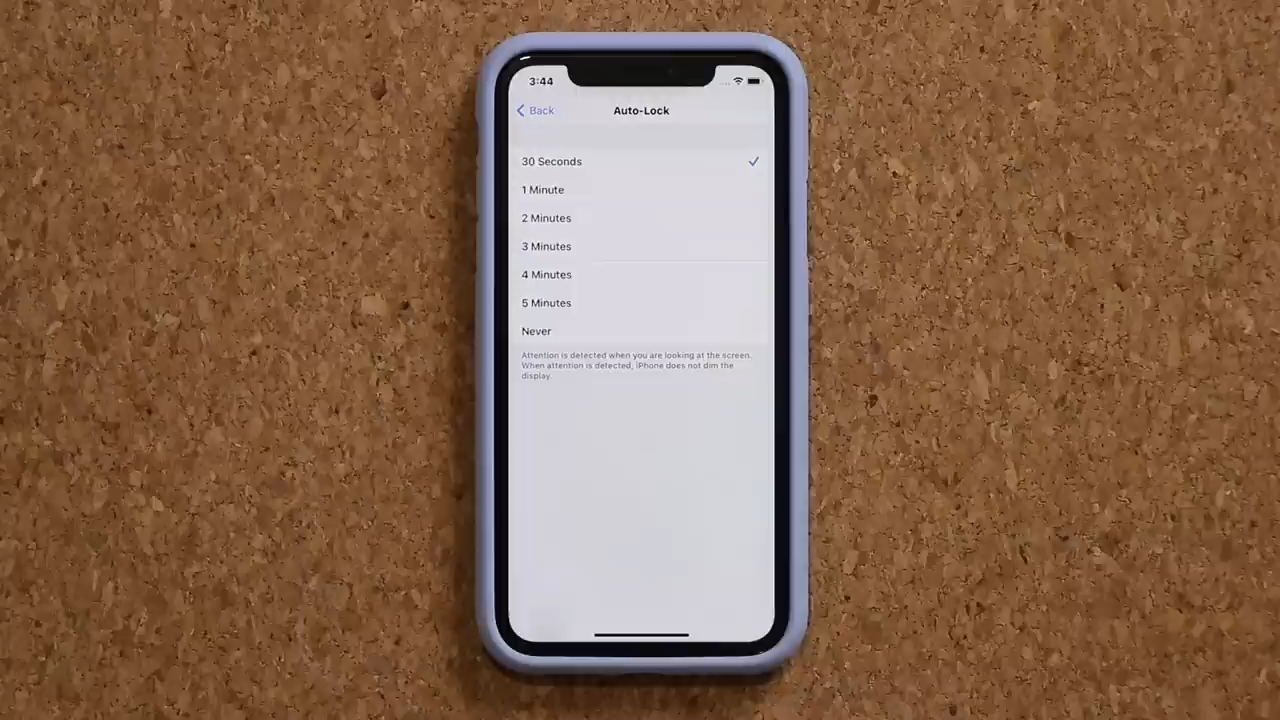 3:44
Back
Auto-Lock
30 Seconds
1 Minute
2 Minutes
3 Minutes
4 Minutes
5 Minutes
Never
Attention is detected when you are looking at the screen.
When attention is detected, iPhone does not dim the
display.